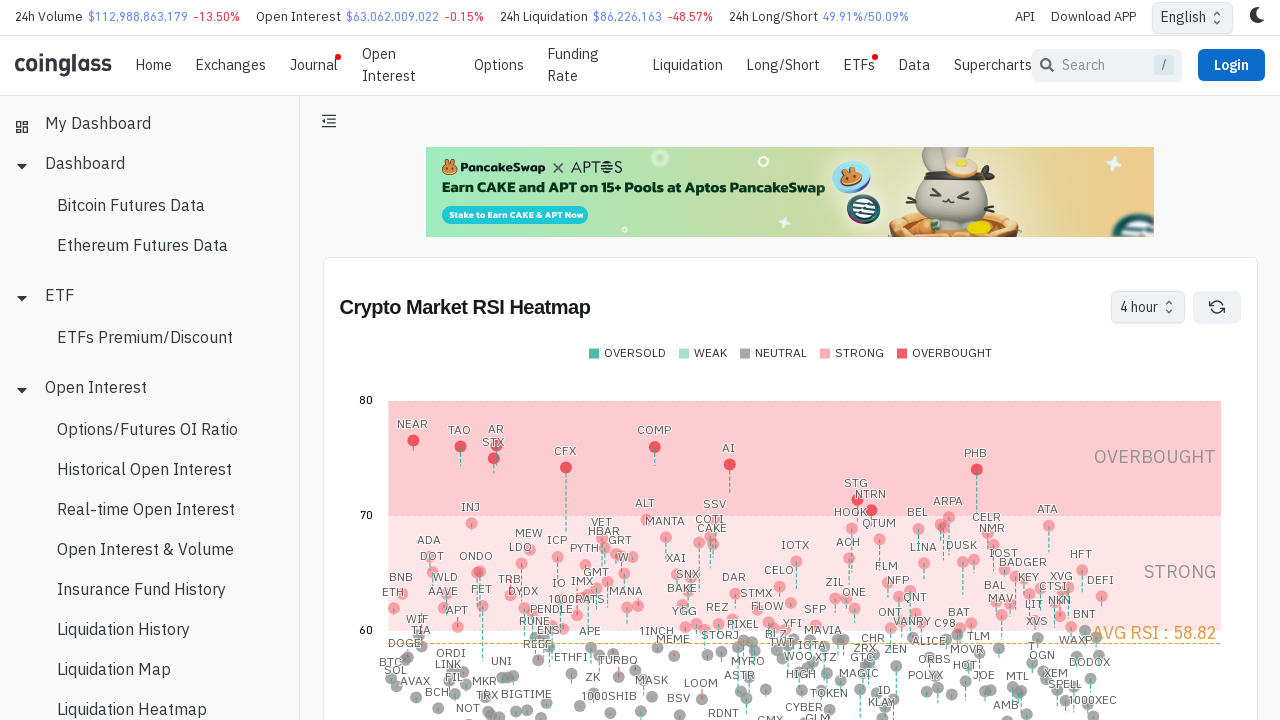 24h Volume $112,988,863,179 -13.50% Open Interest $63,062,009,022 -0.15% 24h Liquidation $86,226,163 -48.57% 24h Long/Short 49.91%/50.09% API Download APP English
coinglass Home Exchanges Journal Open Interest Options Funding Rate Liquidation Long/Short ETFs Data Supercharts Search / Login
My Dashboard
Dashboard
Bitcoin Futures Data
Ethereum Futures Data
ETF
ETFs Premium/Discount
Open Interest
Options/Futures OI Ratio
Historical Open Interest
Real-time Open Interest
Open Interest & Volume
Insurance Fund History
Liquidation History
Liquidation Map
Liquidation Heatmap
PancakeSwap X APTOS
Earn CAKE and APT on 15+ Pools at Aptos PancakeSwap
Stake to Earn CAKE & APT Now
Crypto Market RSI Heatmap
4 hour
OVERSOLD WEAK NEUTRAL STRONG OVERBOUGHT
80
NEAR TAO AR STX CFX COMP AI STG NTRN PHB
OVERBOUGHT
70
INJ ALT SSV HOOK QTUM BEL ARPA CELR ATA
ADA DOT ONDO MEW LDO ICP VET HBAR GRT PYTH MANTA COTI CAKE XAI IOTX ACH LINA DUSK NMR IOST BADGER HFT
STRONG
BNB ETH WLD AAVE APT FET TRB DYDX IO IMX GMT W 1000RATS MANA SNX BAKE DAR CELO STMX FLOW ZIL ONE FLM NFP QNT BAL MAV KEY CTSI XVG LIT NKN DEFI
WIF TIA RUNE PENDLE ENS APE YGG REZ PIXEL YFI SFP ONT VANRY C98 BAT XVS BNT
60
AVG RSI : 58.82
DOGE BTC SOL AVAX ORDI LINK FIL BCH MKR UNI ETHFI ZK TURBO 1INCH MEME STORJ MYRO ASTR IOTA MAVIA WOO XTZ HIGH CHR ZRX ZEN MAGIC ALICE ORBS TLM MOVR HOT JOE POLYX OGN WAXP DODOX
NOT TRX BIGTIME 1000SHIB MASK BSV LOOM RDNT TOKEN CYBER GLM ID KLAY MTL AMB XEM SPELL 1000XEC